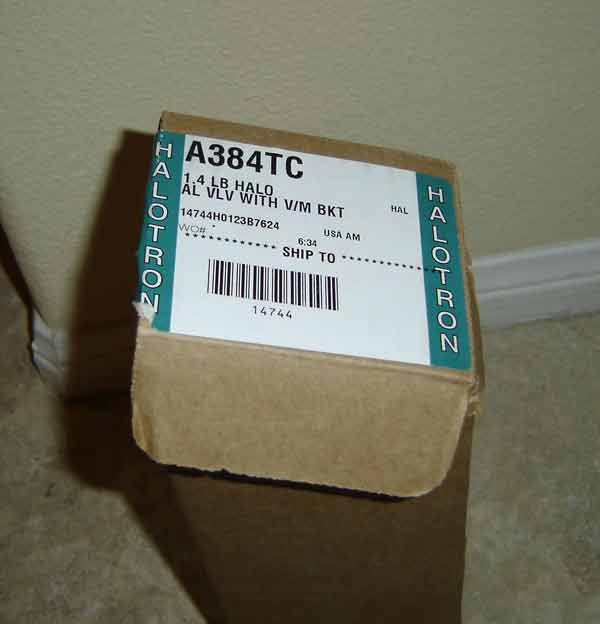 HALOTRON
A384TC
1.4 LB HALO
AL VLV WITH V/M BKT
HAL
14744H0123B7624
USA AM
WO#:
6:34
************ SHIP TO ************
14744
HALOTRON